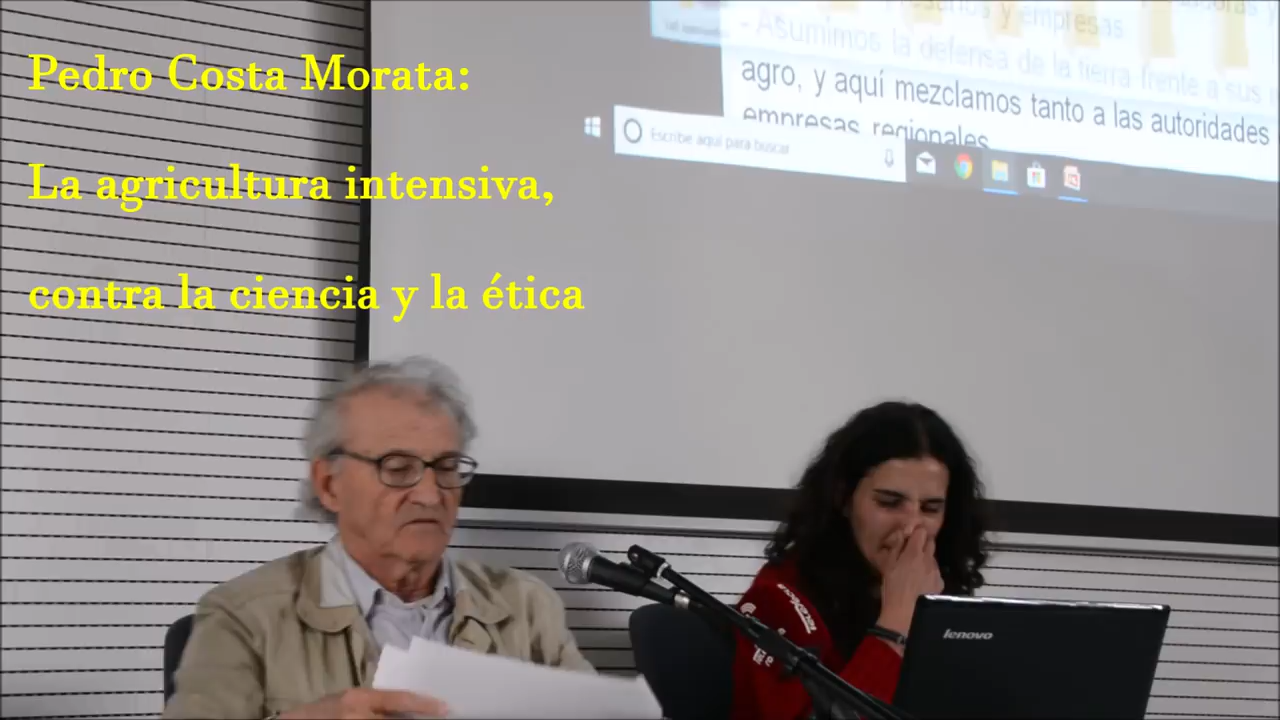 Pedro Costa Morata:
La agricultura intensiva,
contra la ciencia y la ética
y empresas
- Asumimos la defensa de la tierra frente a sus
agro, y aquí mezclamos tanto a las autoridades
empresas regionales
Escribe aquí para buscar
lenovo